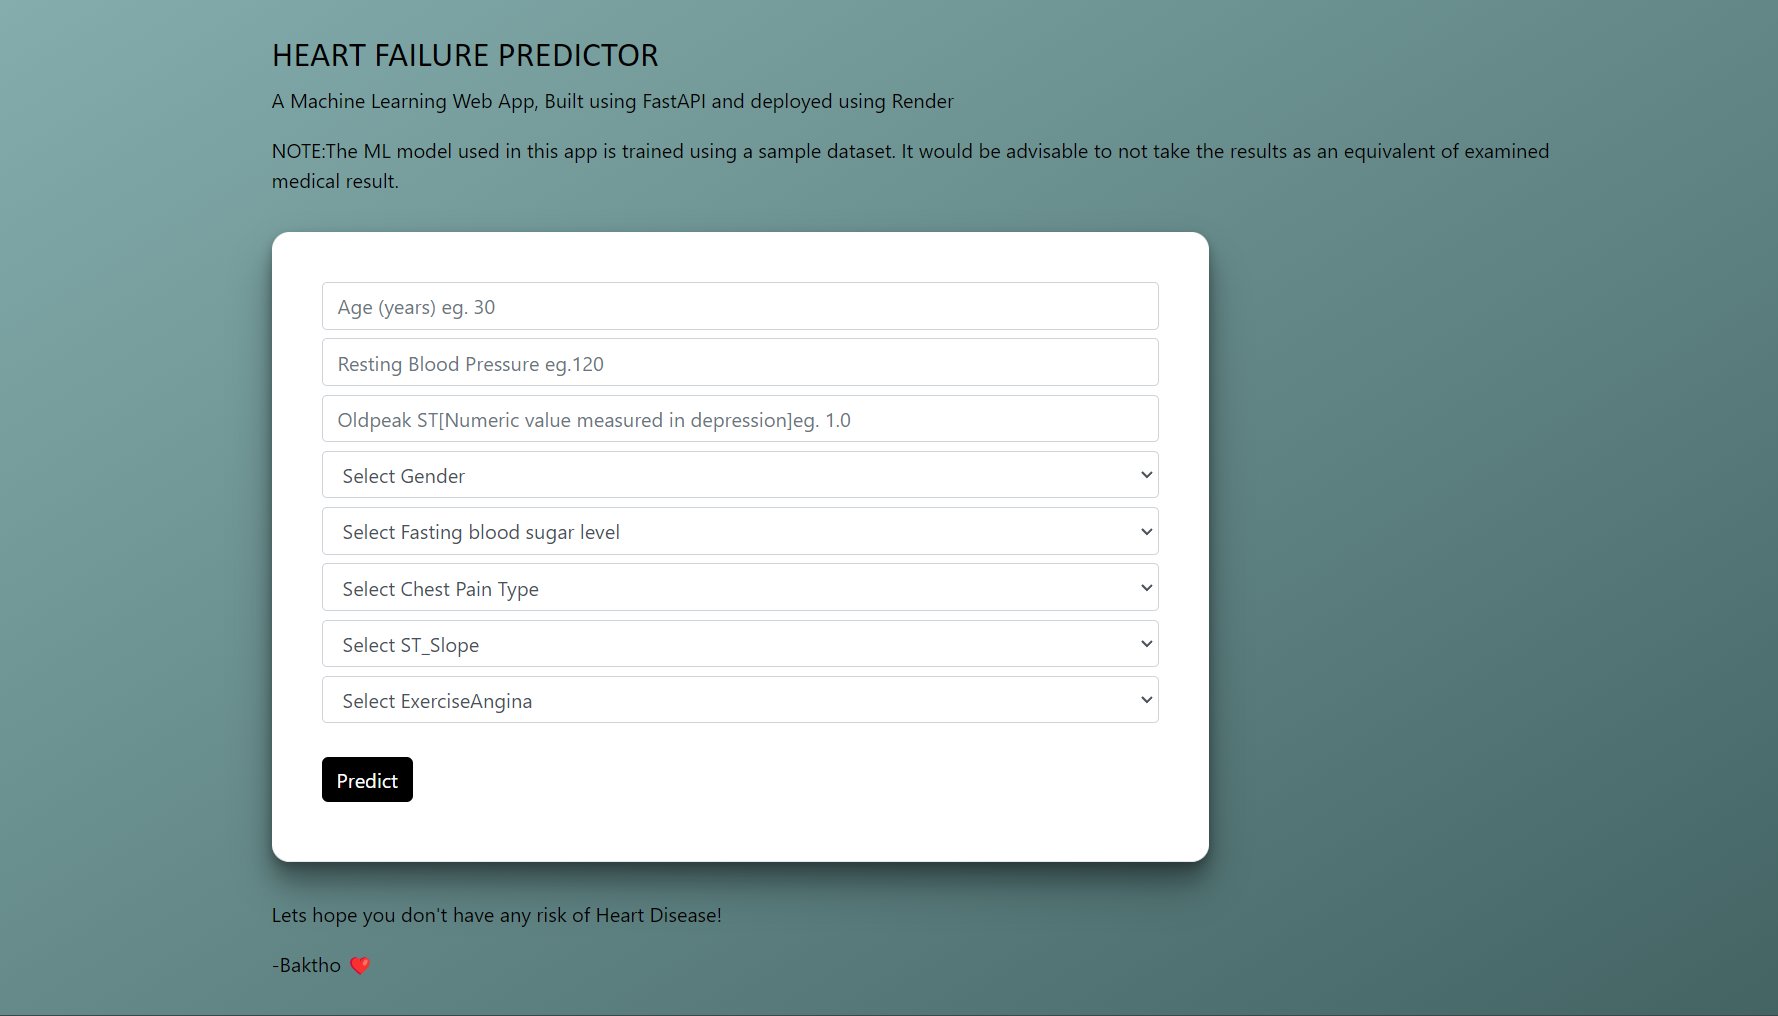 HEART FAILURE PREDICTOR
A Machine Learning Web App, Built using FastAPI and deployed using Render
NOTE:The ML model used in this app is trained using a sample dataset. It would be advisable to not take the results as an equivalent of examined
medical result.
Age (years) eg. 30
Resting Blood Pressure eg.120
Oldpeak ST[Numeric value measured in depression]eg. 1.0
Select Gender
Select Fasting blood sugar level
Select Chest Pain Type
Select ST_Slope
Select ExerciseAngina
Predict
Lets hope you don't have any risk of Heart Disease!
-Baktho ❤️